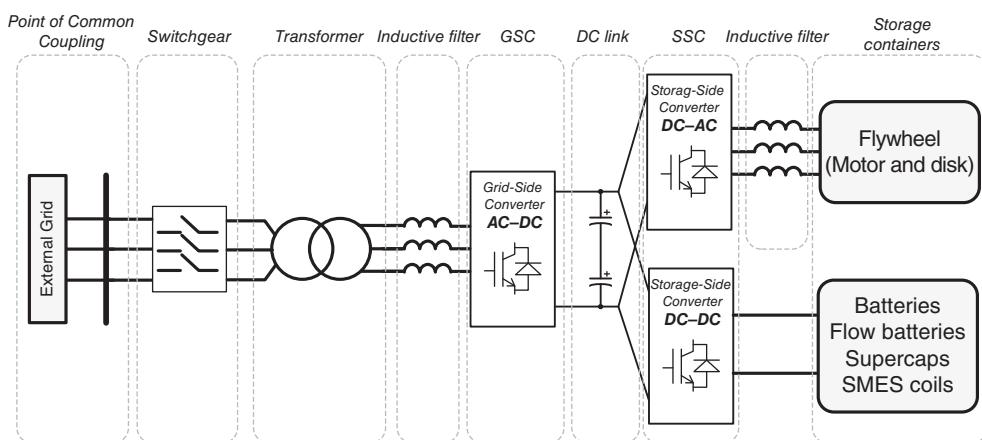 Point of Common
Coupling
Switchgear
Transformer
Inductive filter
GSC
DC link
SSC
Inductive filter
Storage
containers
External Grid
Grid-Side
Converter
AC–DC
+
+
Storag-Side
Converter
DC–AC
Flywheel
(Motor and disk)
Storage-Side
Converter
DC–DC
Batteries
Flow batteries
Supercaps
SMES coils